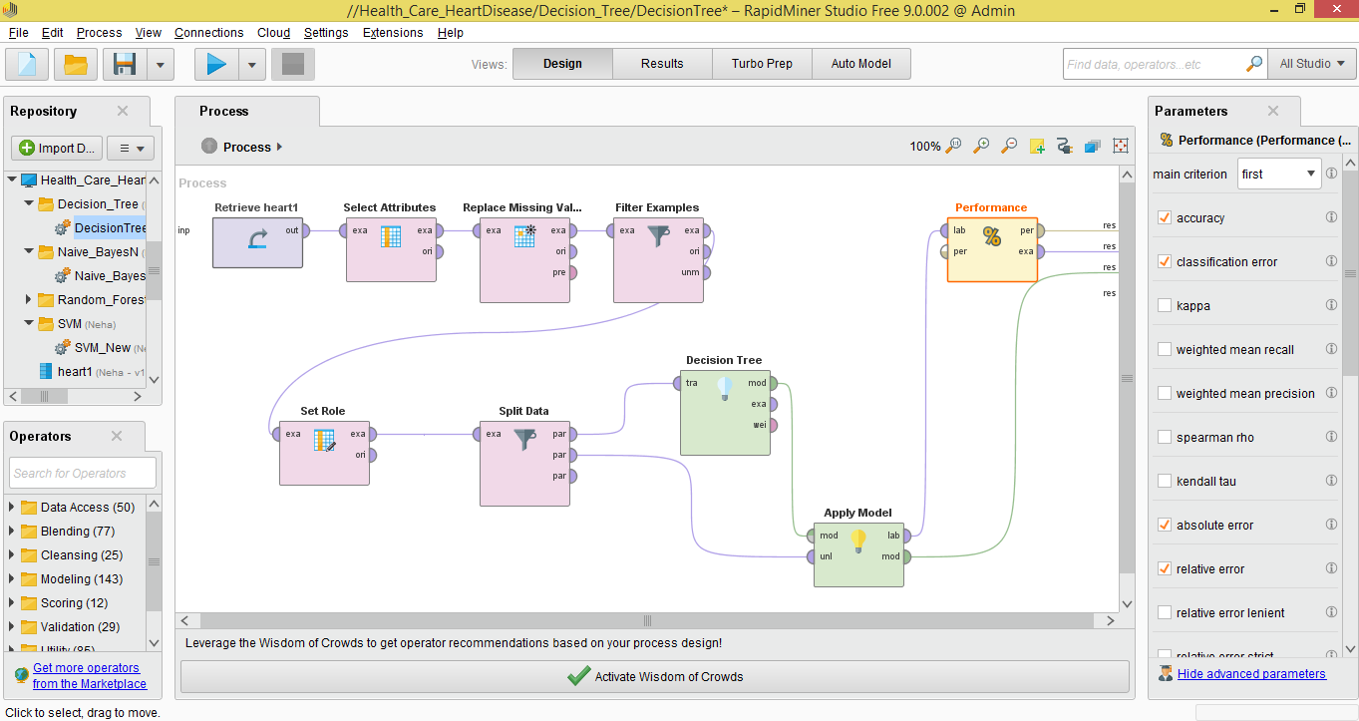 //Health_Care_HeartDisease/Decision_Tree/DecisionTree* – RapidMiner Studio Free 9.0.002 @ Admin
File Edit Process View Connections Cloud Settings Extensions Help
Views: Design Results Turbo Prep Auto Model
Find data, operators...etc
All Studio
Repository
Import D...
Health_Care_Hear
Decision_Tree (
DecisionTree
Naive_BayesN
Naive_Bayes
Random_Forest
SVM (Neha)
SVM_New (N
heart1 (Neha - v1
Operators
Search for Operators
Data Access (50)
Blending (77)
Cleansing (25)
Modeling (143)
Scoring (12)
Validation (29)
Utility (85)
Get more operators
from the Marketplace
Process
Process
100%
Process
inp
Retrieve heart1
out
Select Attributes
exa exa
ori
Replace Missing Val...
exa exa
ori
pre
Filter Examples
exa exa
ori
unm
Performance
lab per
per exa
res
res
res
res
Set Role
exa exa
ori
Split Data
exa par
par
par
Decision Tree
tra mod
exa
wei
Apply Model
mod lab
unl mod
Leverage the Wisdom of Crowds to get operator recommendations based on your process design!
Activate Wisdom of Crowds
Parameters
Performance (Performance (...
main criterion first
accuracy
classification error
kappa
weighted mean recall
weighted mean precision
spearman rho
kendall tau
absolute error
relative error
relative error lenient
relative error strict
Hide advanced parameters
Click to select, drag to move.